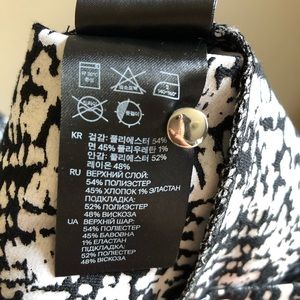 KR 겉감 폴리에스터 54%
면 45% 폴리우레탄 1%
안감 폴리에스터 52%
레이온 48%
RU ВЕРХНИЙ СЛОЙ:
54% ПОЛИЭСТЕР
45% ХЛОПОК 1% ЭЛАСТАН
ПОДКЛАДКА:
52% ПОЛИЭСТЕР
48% ВИСКОЗА
UA ВЕРХНІЙ ШАР:
54% ПОЛІЕСТЕР
45% БАВОВНА
1% ЕЛАСТАН
ПІДКЛАДКА:
52% ПОЛІЕСТЕР
48% ВІСКОЗА